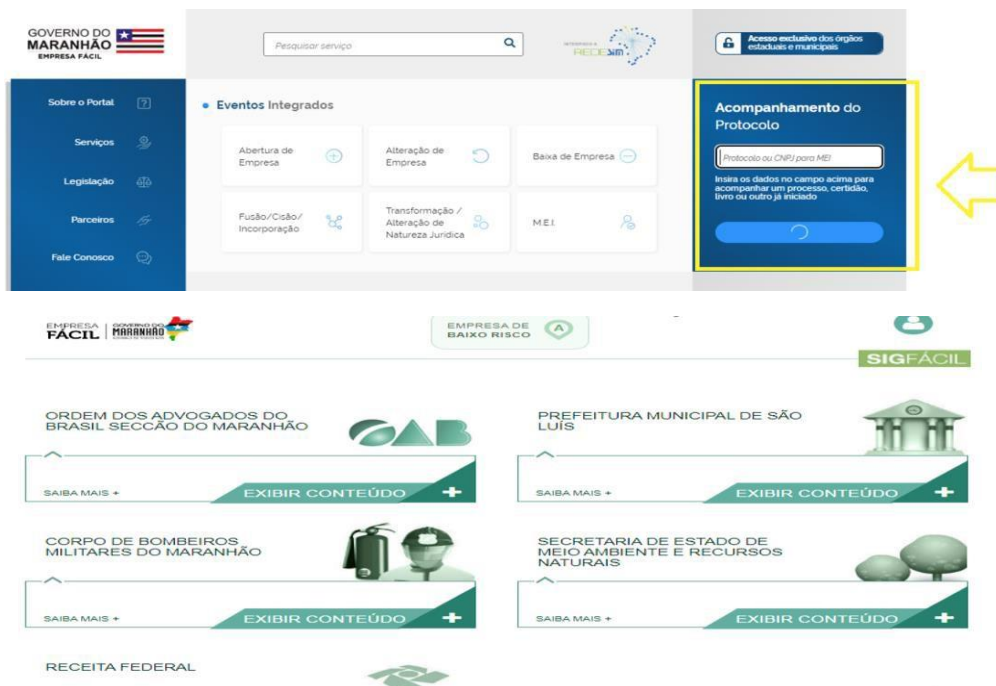 GOVERNO DO
MARANHÃO
EMPRESA FÁCIL
Pesquisar serviço
INTEGRADO À
REDESIM
Acesso exclusivo dos órgãos
estaduais e municipais
Sobre o Portal
Serviços
Legislação
Parceiros
Fale Conosco
Eventos Integrados
Abertura de
Empresa
Alteração de
Empresa
Baixa de Empresa
Fusão/Cisão/
Incorporação
Transformação /
Alteração de
Natureza Jurídica
M.E.I.
Acompanhamento do
Protocolo
Protocolo ou CNPJ para MEI
Insira os dados no campo acima para
acompanhar um processo, certidão,
livro ou outro já iniciado
EMPRESA
FÁCIL
GOVERNO DO
MARANHÃO
EMPRESA DE
BAIXO RISCO
A
SIGFÁCIL
ORDEM DOS ADVOGADOS DO
BRASIL SECCÃO DO MARANHÃO
OAB
SAIBA MAIS +
EXIBIR CONTEÚDO +
PREFEITURA MUNICIPAL DE SÃO
LUÍS
SAIBA MAIS +
EXIBIR CONTEÚDO +
CORPO DE BOMBEIROS
MILITARES DO MARANHÃO
SAIBA MAIS +
EXIBIR CONTEÚDO +
SECRETARIA DE ESTADO DE
MEIO AMBIENTE E RECURSOS
NATURAIS
SAIBA MAIS +
EXIBIR CONTEÚDO +
RECEITA FEDERAL